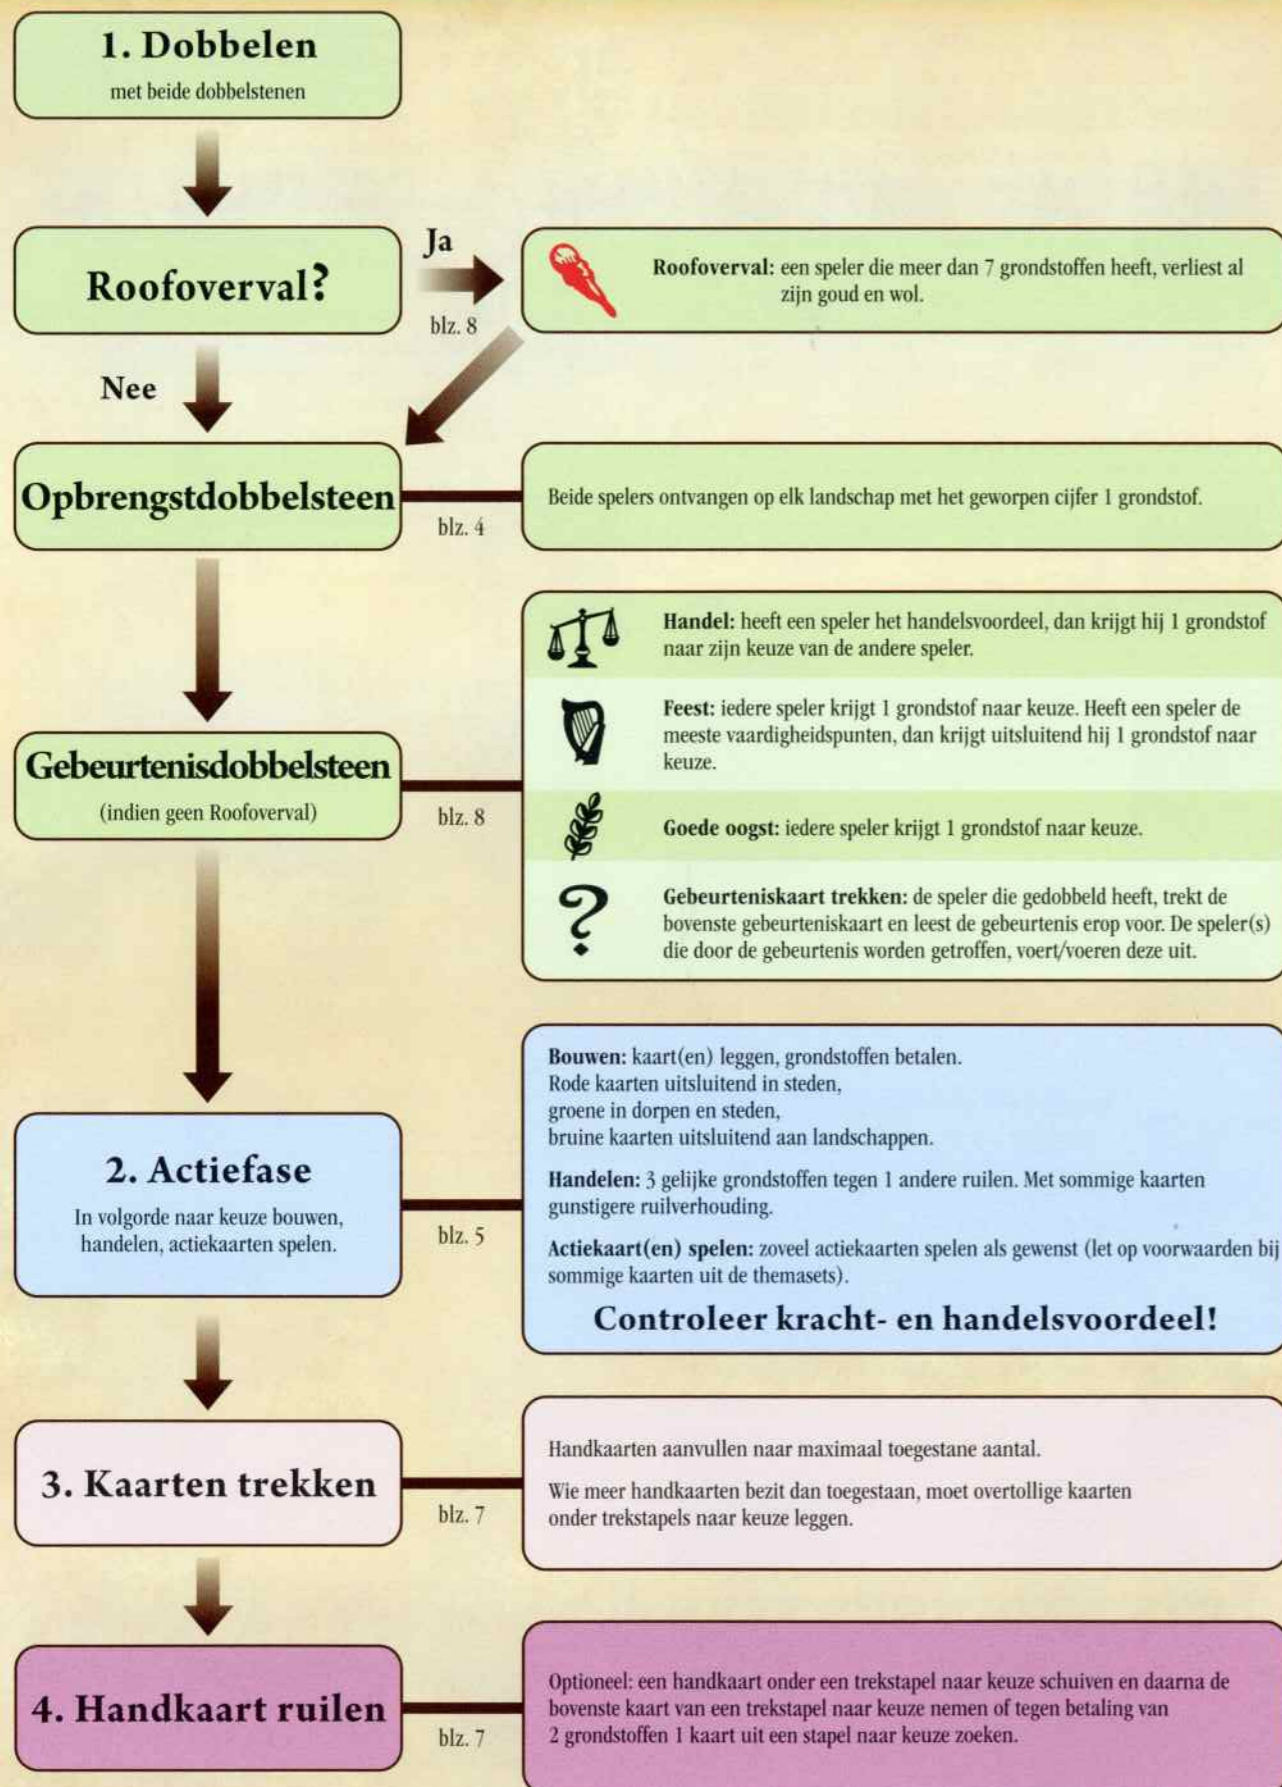 1. Dobbelen
met beide dobbelstenen
Roofoverval?
Ja
blz. 8
Roofoverval: een speler die meer dan 7 grondstoffen heeft, verliest al
zijn goud en wol.
Nee
Opbrengstdobbelsteen
blz. 4
Beide spelers ontvangen op elk landschap met het geworpen cijfer 1 grondstof.
Gebeurtenisdobbelsteen
(indien geen Roofoverval)
blz. 8
Handel: heeft een speler het handelsvoordeel, dan krijgt hij 1 grondstof
naar zijn keuze van de andere speler.
Feest: iedere speler krijgt 1 grondstof naar keuze. Heeft een speler de
meeste vaardigheidspunten, dan krijgt uitsluitend hij 1 grondstof naar
keuze.
Goede oogst: iedere speler krijgt 1 grondstof naar keuze.
?
Gebeurteniskaart trekken: de speler die gedobbeld heeft, trekt de
bovenste gebeurteniskaart en leest de gebeurtenis erop voor. De speler(s)
die door de gebeurtenis worden getroffen, voert/voeren deze uit.
2. Actiefase
In volgorde naar keuze bouwen,
handelen, actiekaarten spelen.
blz. 5
Bouwen: kaart(en) leggen, grondstoffen betalen.
Rode kaarten uitsluitend in steden,
groene in dorpen en steden,
bruine kaarten uitsluitend aan landschappen.
Handelen: 3 gelijke grondstoffen tegen 1 andere ruilen. Met sommige kaarten
gunstigere ruilverhouding.
Actiekaart(en) spelen: zoveel actiekaarten spelen als gewenst (let op voorwaarden bij
sommige kaarten uit de themasets).
Controleer kracht- en handelsvoordeel!
3. Kaarten trekken
blz. 7
Handkaarten aanvullen naar maximaal toegestane aantal.
Wie meer handkaarten bezit dan toegestaan, moet overtollige kaarten
onder trekstapels naar keuze leggen.
4. Handkaart ruilen
blz. 7
Optioneel: een handkaart onder een trekstapel naar keuze schuiven en daarna de
bovenste kaart van een trekstapel naar keuze nemen of tegen betaling van
2 grondstoffen 1 kaart uit een stapel naar keuze zoeken.